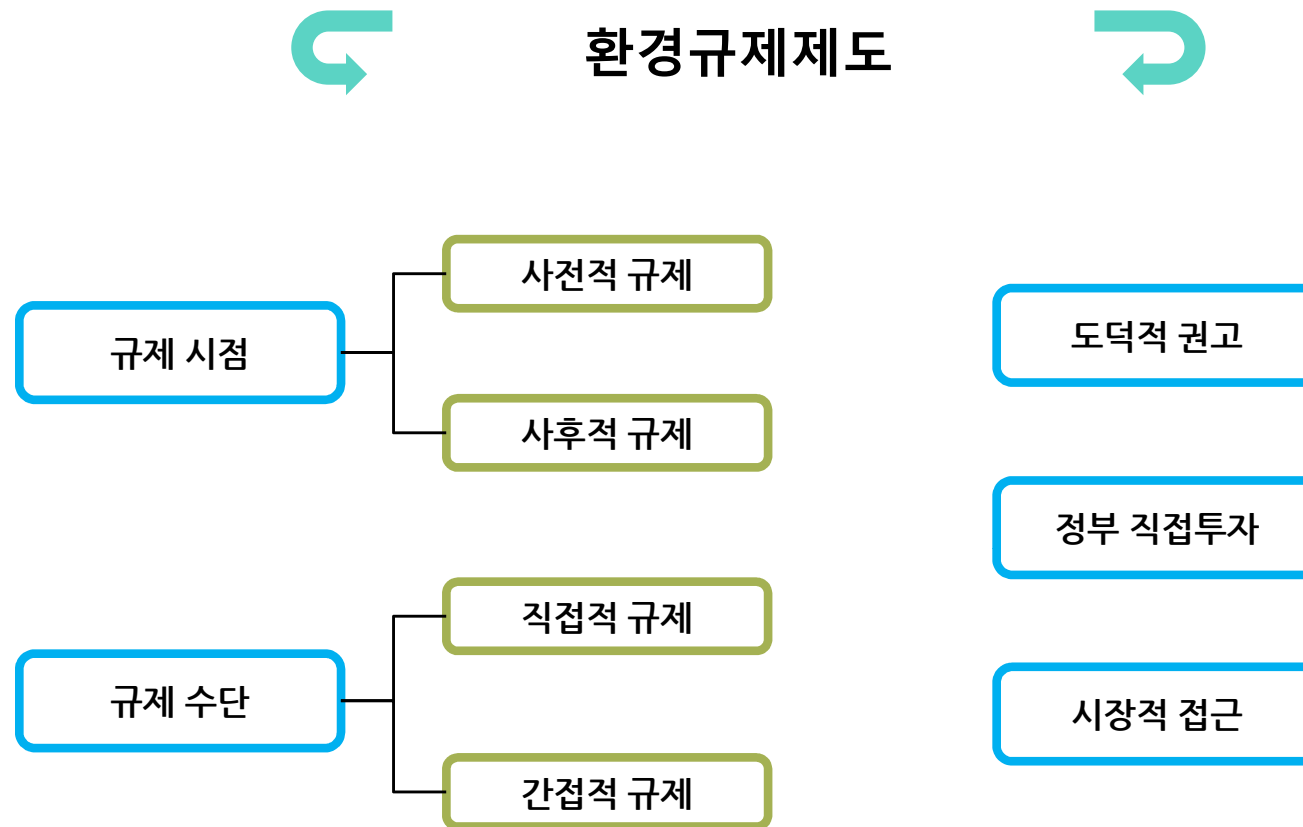 환경규제제도
규제 시점
사전적 규제
사후적 규제
규제 수단
직접적 규제
간접적 규제
도덕적 권고
정부 직접투자
시장적 접근